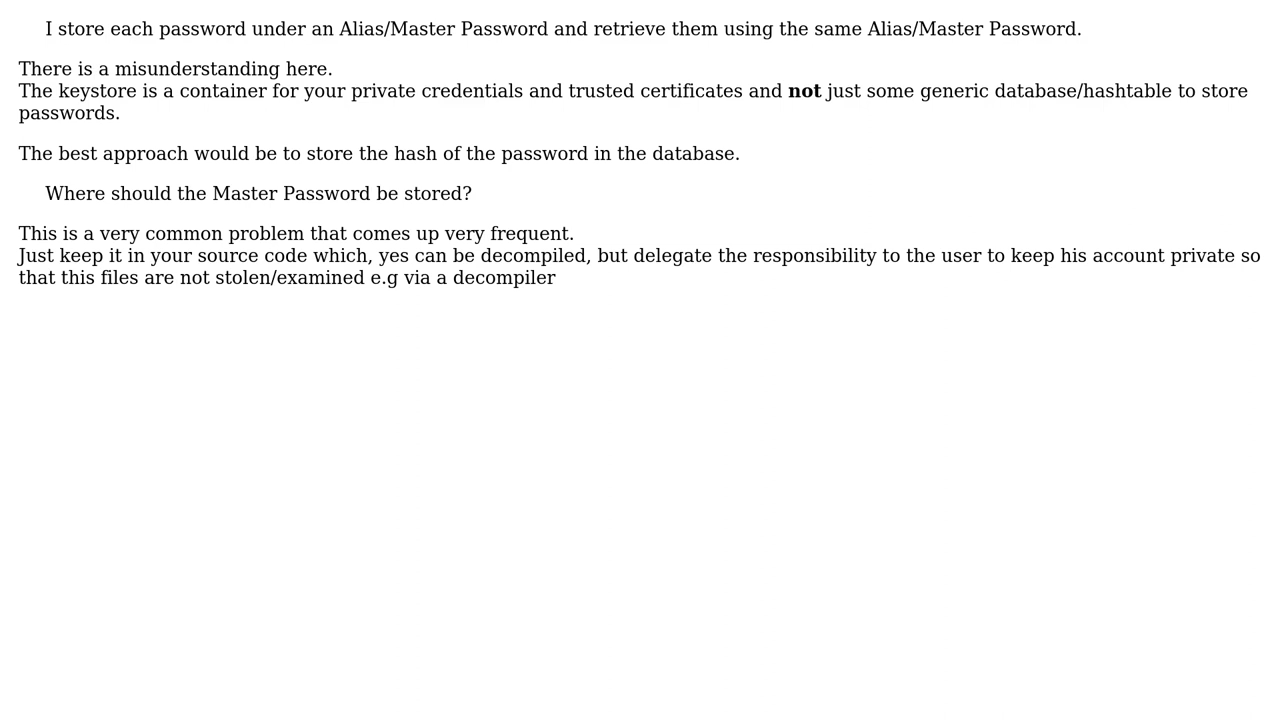 I store each password under an Alias/Master Password and retrieve them using the same Alias/Master Password.
There is a misunderstanding here.
The keystore is a container for your private credentials and trusted certificates and not just some generic database/hashtable to store
passwords.
The best approach would be to store the hash of the password in the database.
Where should the Master Password be stored?
This is a very common problem that comes up very frequent.
Just keep it in your source code which, yes can be decompiled, but delegate the responsibility to the user to keep his account private so
that this files are not stolen/examined e.g via a decompiler